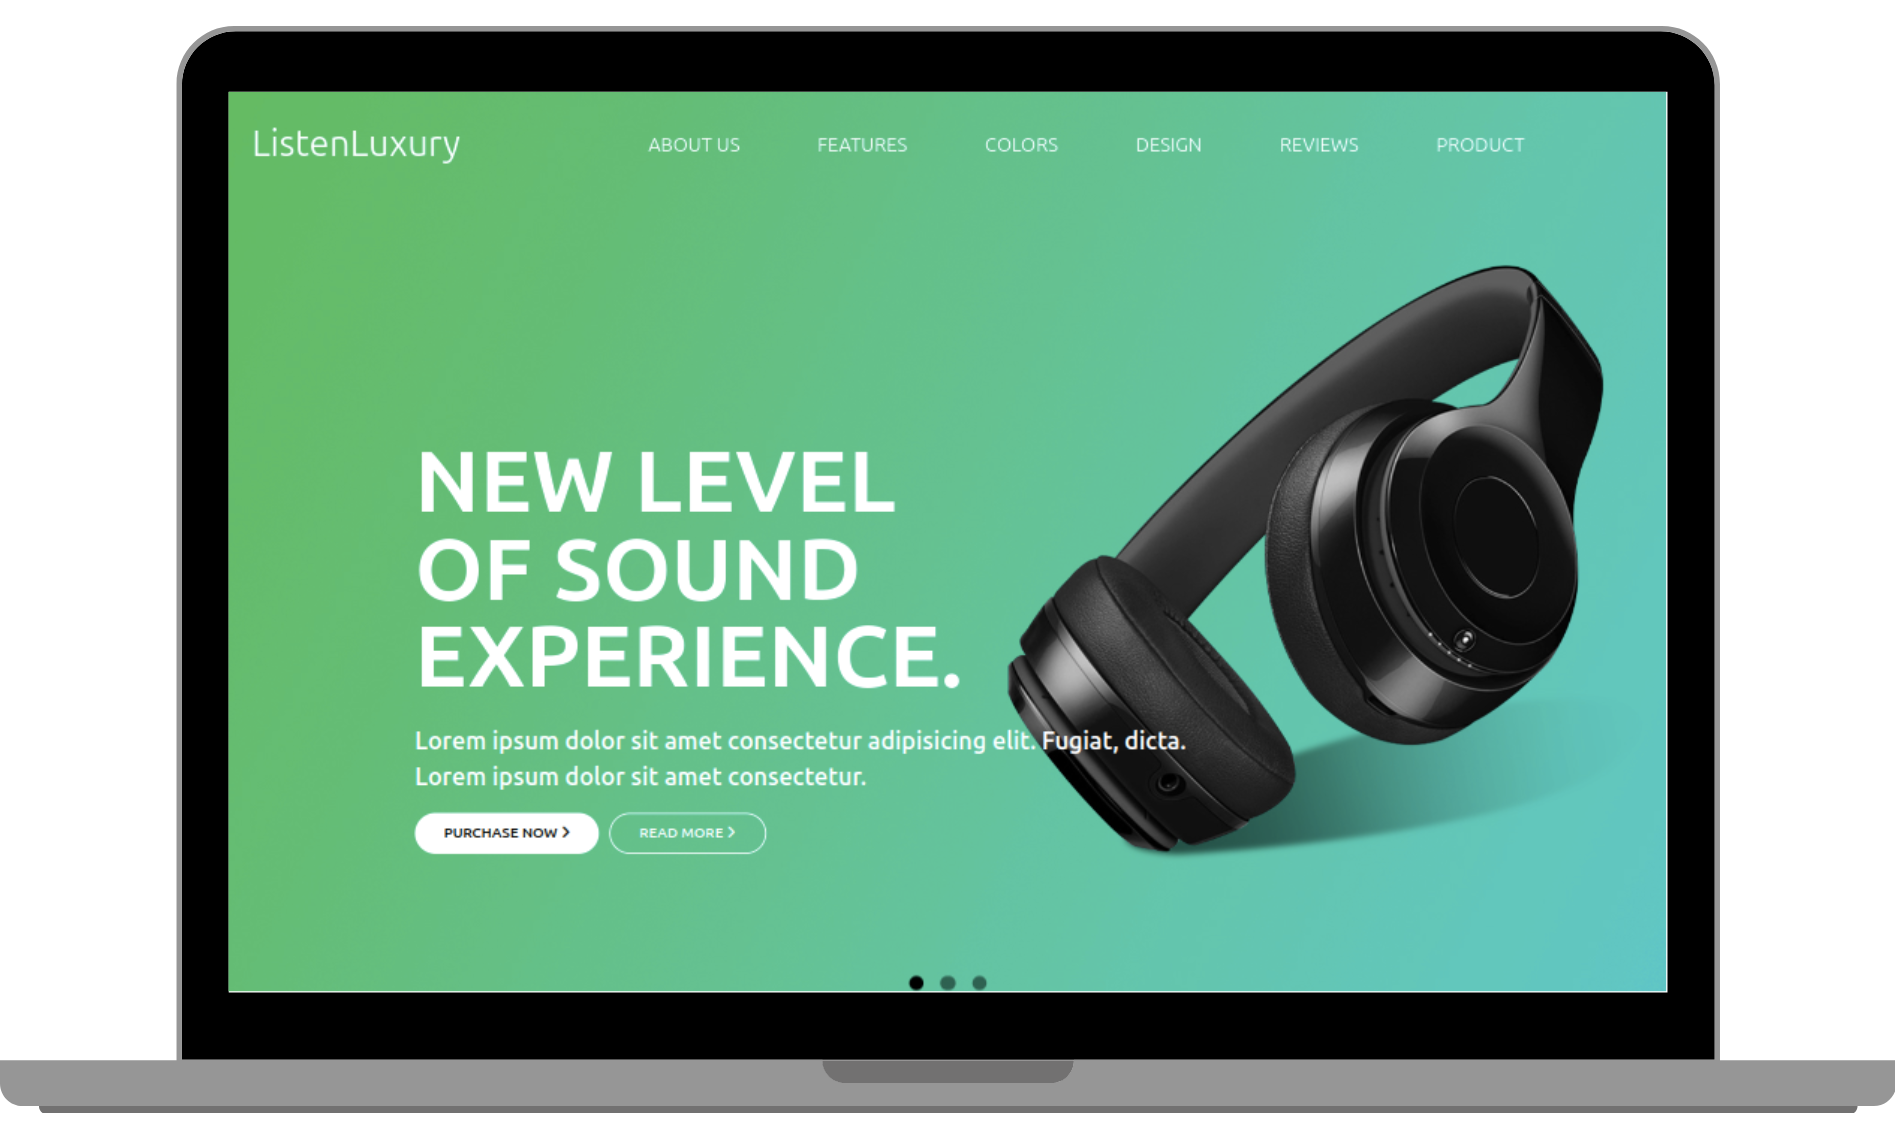 ListenLuxury
ABOUT US FEATURES COLORS DESIGN REVIEWS PRODUCT
NEW LEVEL
OF SOUND
EXPERIENCE.
Lorem ipsum dolor sit amet consectetur adipisicing elit. Fugiat, dicta.
Lorem ipsum dolor sit amet consectetur.
PURCHASE NOW > READ MORE >